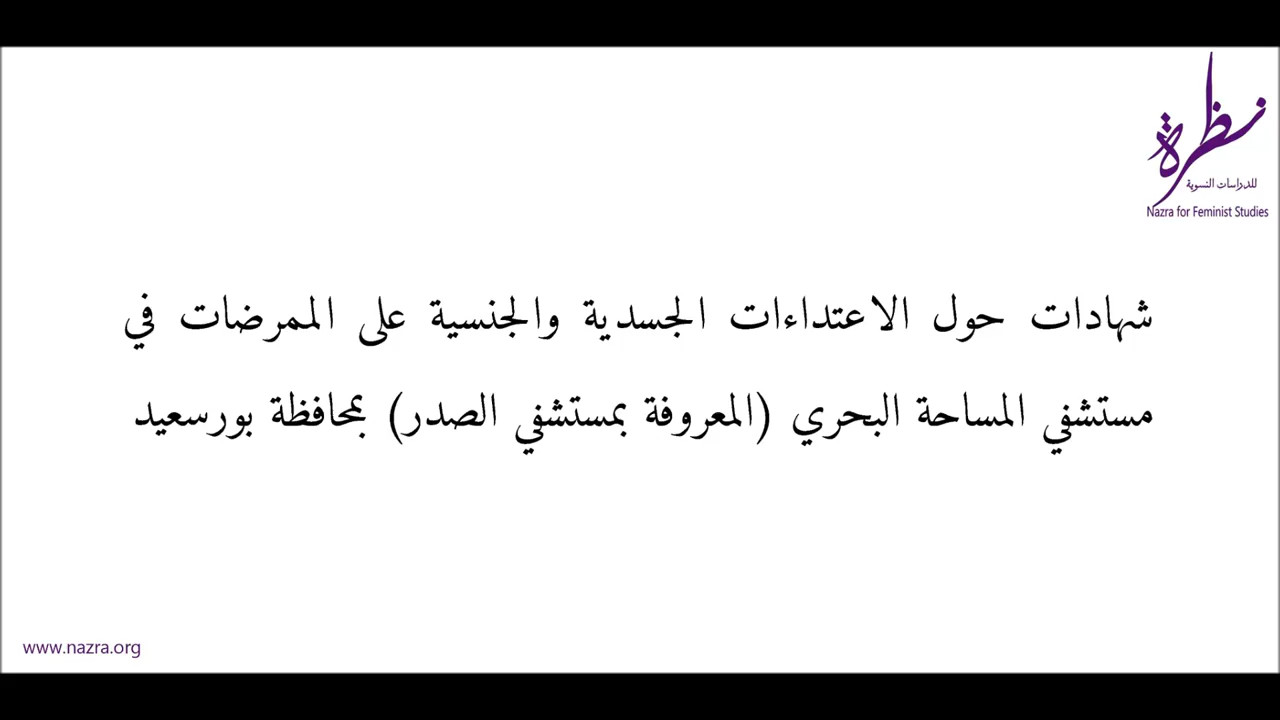 نظرة
للدراسات النسوية
Nazra for Feminist Studies
شهادات حول الاعتداءات الجسدية والجنسية على الممرضات في
مستشفي المساحة البحري (المعروفة بمستشفي الصدر) بمحافظة بورسعيد
www.nazra.org